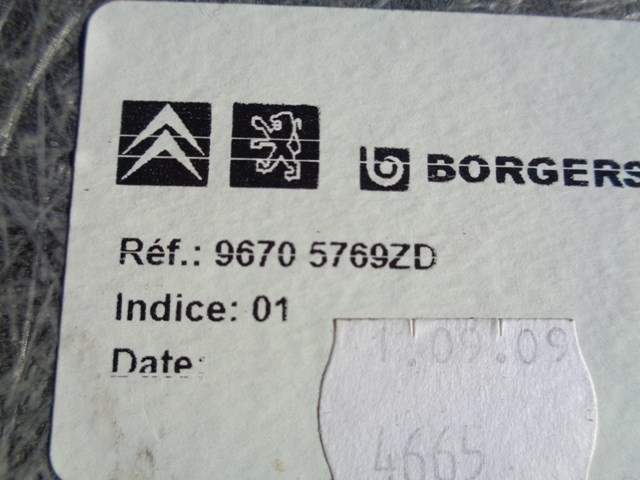 BORGERS
Réf.: 9670 5769ZD
Indice: 01
Date:
1.09.09
4665